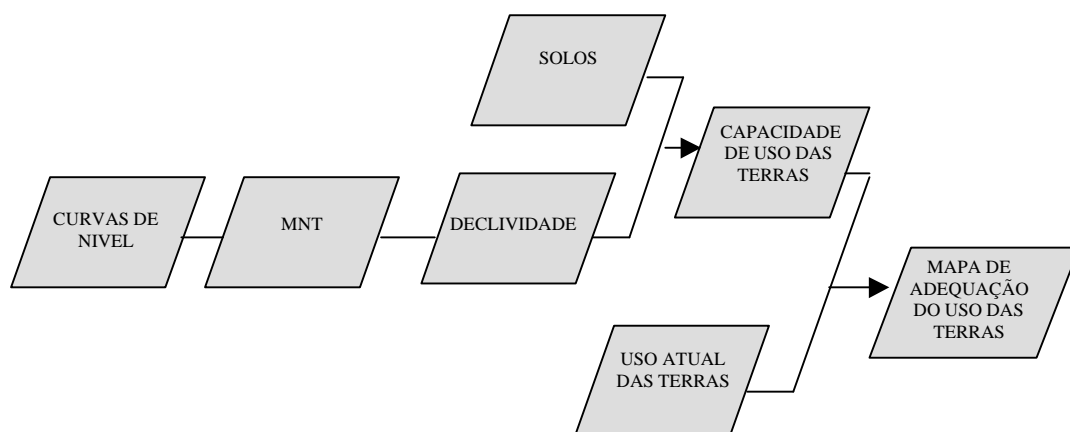 SOLOS
CAPACIDADE
DE USO DAS
TERRAS
CURVAS DE
NIVEL
MNT
DECLIVIDADE
MAPA DE
ADEQUAÇÃO
DO USO DAS
TERRAS
USO ATUAL
DAS TERRAS